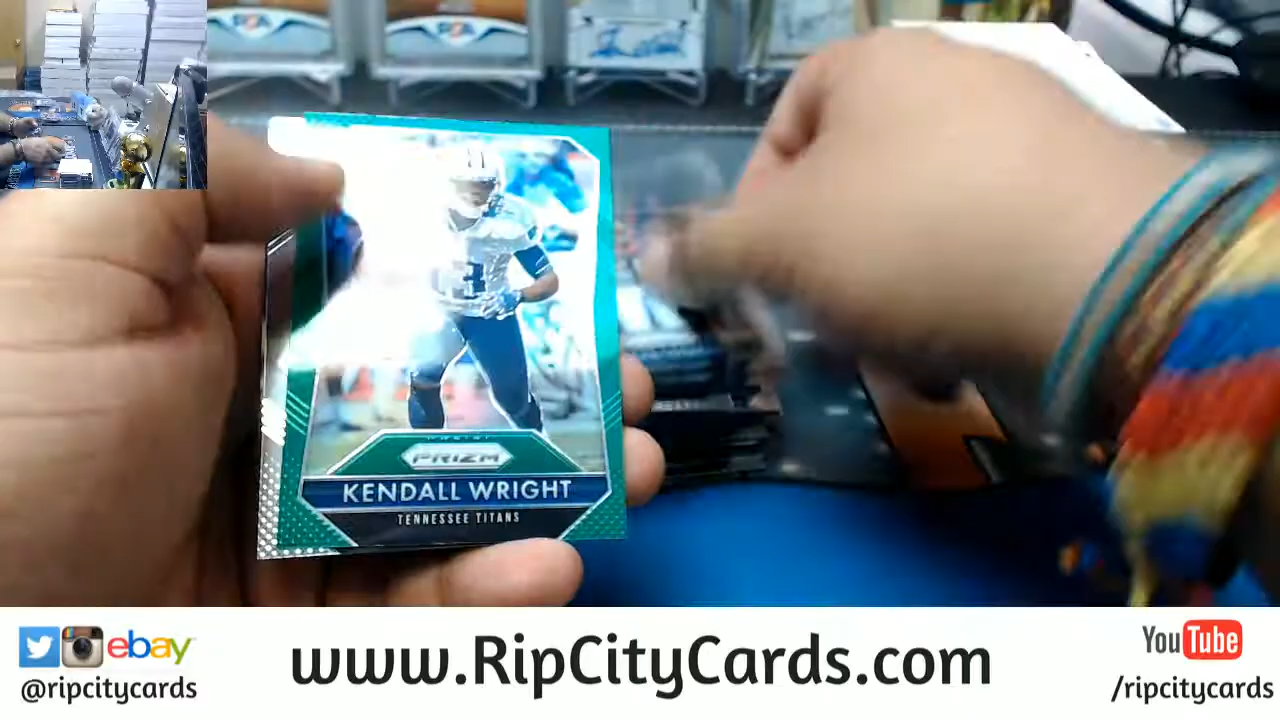 PRIZM
KENDALL WRIGHT
TENNESSEE TITANS
ebay
@ripcitycards
www.RipCityCards.com
YouTube
/ripcitycards